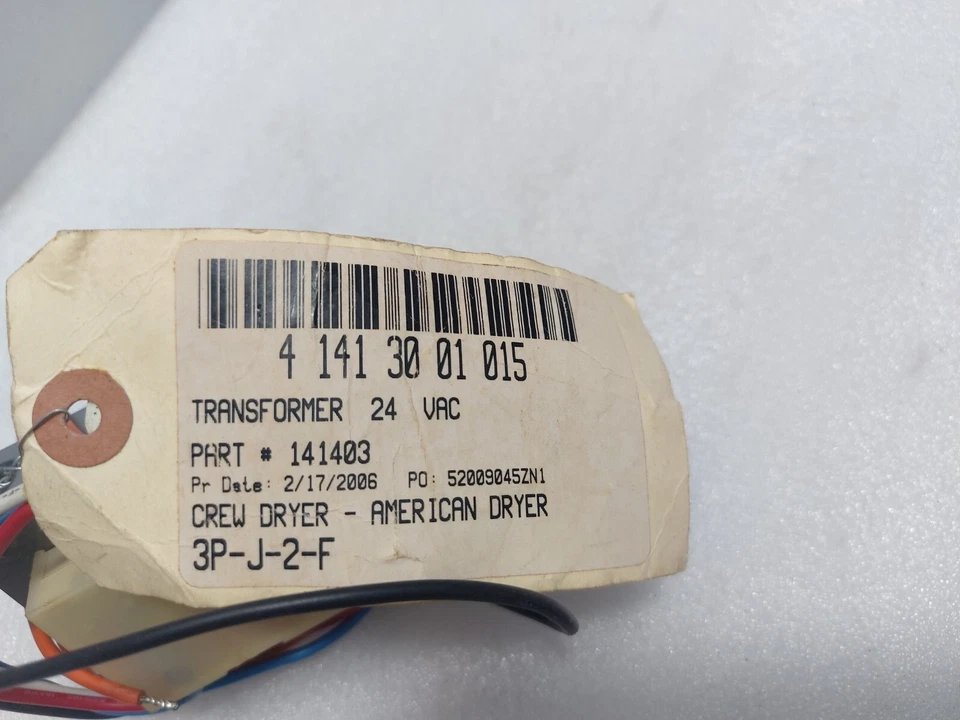 4 141 30 01 015
TRANSFORMER 24 VAC
PART # 141403
Pr Date: 2/17/2006 PO: 52009045ZN1
CREW DRYER - AMERICAN DRYER
3P-J-2-F